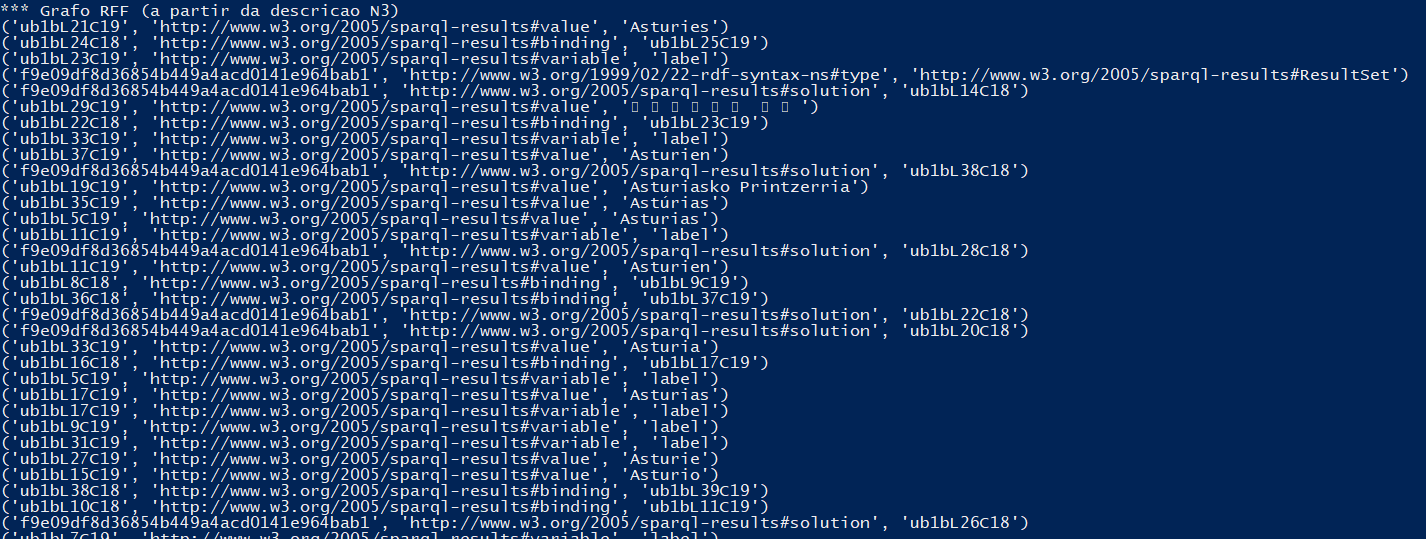 *** Grafo RFF (a partir da descricao N3)
('ub1bL21C19', 'http://www.w3.org/2005/sparql-results#value', 'Asturies')
('ub1bL24C18', 'http://www.w3.org/2005/sparql-results#binding', 'ub1bL25C19')
('ub1bL23C19', 'http://www.w3.org/2005/sparql-results#variable', 'label')
('f9e09df8d36854b449a4acd0141e964bab1', 'http://www.w3.org/1999/02/22-rdf-syntax-ns#type', 'http://www.w3.org/2005/sparql-results#ResultSet')
('f9e09df8d36854b449a4acd0141e964bab1', 'http://www.w3.org/2005/sparql-results#solution', 'ub1bL14C18')
('ub1bL29C19', 'http://www.w3.org/2005/sparql-results#value', ' ')
('ub1bL22C18', 'http://www.w3.org/2005/sparql-results#binding', 'ub1bL23C19')
('ub1bL33C19', 'http://www.w3.org/2005/sparql-results#variable', 'label')
('ub1bL37C19', 'http://www.w3.org/2005/sparql-results#value', 'Asturien')
('f9e09df8d36854b449a4acd0141e964bab1', 'http://www.w3.org/2005/sparql-results#solution', 'ub1bL38C18')
('ub1bL19C19', 'http://www.w3.org/2005/sparql-results#value', 'Asturiasko Printzerria')
('ub1bL35C19', 'http://www.w3.org/2005/sparql-results#value', 'Astúrias')
('ub1bL5C19', 'http://www.w3.org/2005/sparql-results#value', 'Asturias')
('ub1bL11C19', 'http://www.w3.org/2005/sparql-results#variable', 'label')
('f9e09df8d36854b449a4acd0141e964bab1', 'http://www.w3.org/2005/sparql-results#solution', 'ub1bL28C18')
('ub1bL11C19', 'http://www.w3.org/2005/sparql-results#value', 'Asturien')
('ub1bL8C18', 'http://www.w3.org/2005/sparql-results#binding', 'ub1bL9C19')
('ub1bL36C18', 'http://www.w3.org/2005/sparql-results#binding', 'ub1bL37C19')
('f9e09df8d36854b449a4acd0141e964bab1', 'http://www.w3.org/2005/sparql-results#solution', 'ub1bL22C18')
('f9e09df8d36854b449a4acd0141e964bab1', 'http://www.w3.org/2005/sparql-results#solution', 'ub1bL20C18')
('ub1bL33C19', 'http://www.w3.org/2005/sparql-results#value', 'Asturia')
('ub1bL16C18', 'http://www.w3.org/2005/sparql-results#binding', 'ub1bL17C19')
('ub1bL5C19', 'http://www.w3.org/2005/sparql-results#variable', 'label')
('ub1bL17C19', 'http://www.w3.org/2005/sparql-results#value', 'Asturias')
('ub1bL17C19', 'http://www.w3.org/2005/sparql-results#variable', 'label')
('ub1bL9C19', 'http://www.w3.org/2005/sparql-results#variable', 'label')
('ub1bL31C19', 'http://www.w3.org/2005/sparql-results#variable', 'label')
('ub1bL27C19', 'http://www.w3.org/2005/sparql-results#value', 'Asturie')
('ub1bL15C19', 'http://www.w3.org/2005/sparql-results#value', 'Asturio')
('ub1bL38C18', 'http://www.w3.org/2005/sparql-results#binding', 'ub1bL39C19')
('ub1bL10C18', 'http://www.w3.org/2005/sparql-results#binding', 'ub1bL11C19')
('f9e09df8d36854b449a4acd0141e964bab1', 'http://www.w3.org/2005/sparql-results#solution', 'ub1bL26C18')
('ub1bL7C19', 'http://www.w3.org/2005/sparql-results#variable', 'label')